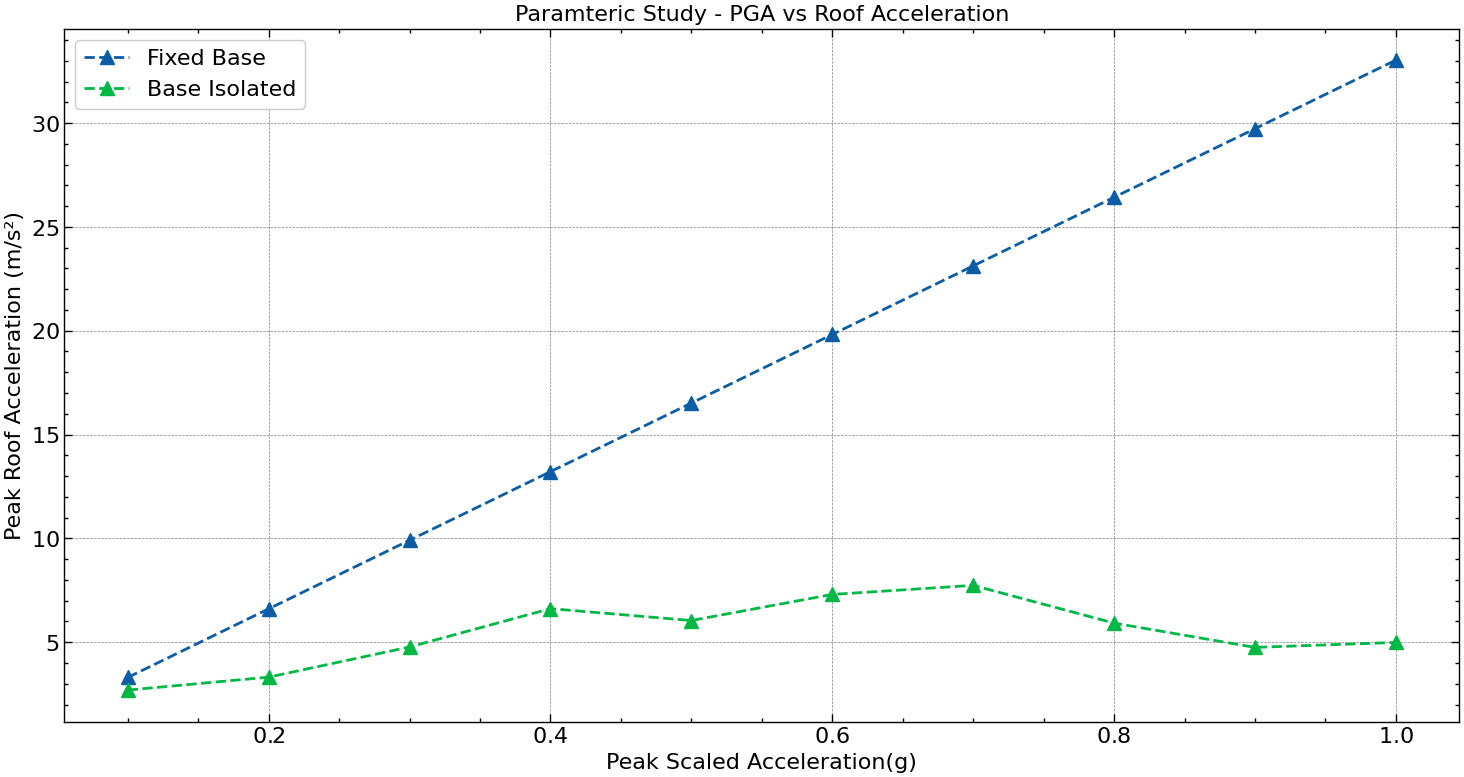 Paramteric Study - PGA vs Roof Acceleration
Fixed Base
Base Isolated
Peak Roof Acceleration (m/s²)
30
25
20
15
10
5
0.2
0.4
0.6
0.8
1.0
Peak Scaled Acceleration(g)